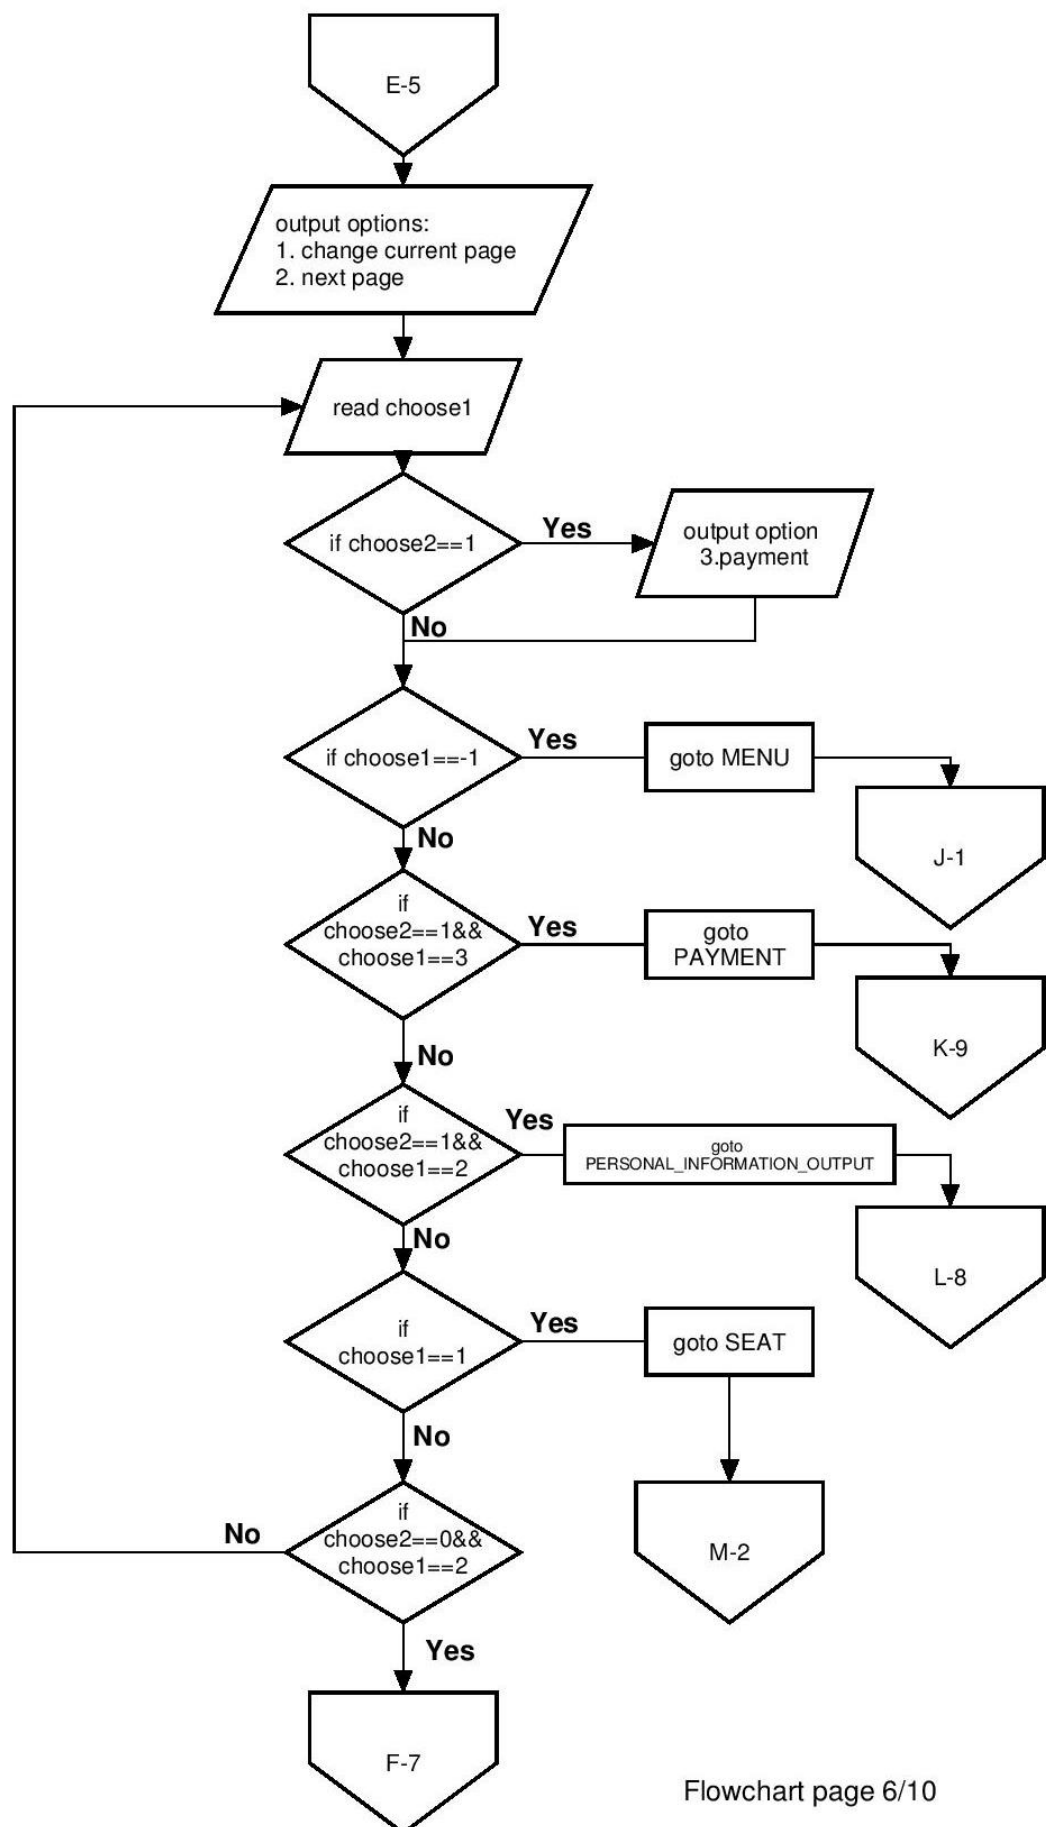 E-5
output options:
1. change current page
2. next page
read choose1
if choose2==1
Yes
output option
3.payment
No
if choose1==-1
Yes
goto MENU
No
J-1
if
choose2==1&&
choose1==3
Yes
goto
PAYMENT
K-9
No
if
choose2==1&&
choose1==2
Yes
goto
PERSONAL_INFORMATION_OUTPUT
No
L-8
if
choose1==1
Yes
goto SEAT
No
if
choose2==0&&
choose1==2
No
M-2
Yes
F-7
Flowchart page 6/10